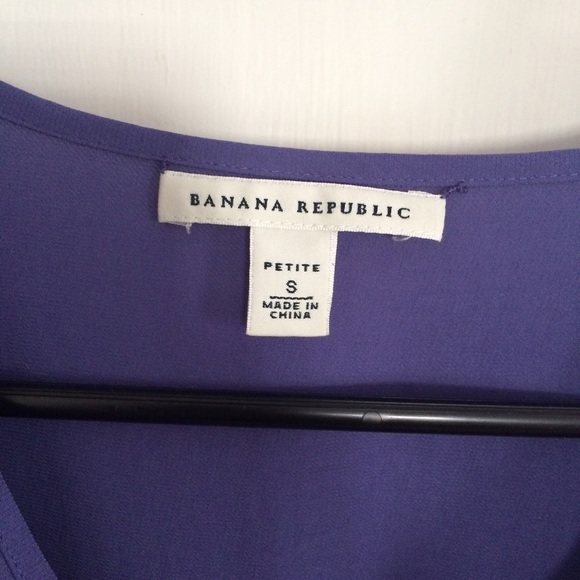 BANANA REPUBLIC
PETITE
S
MADE IN
CHINA